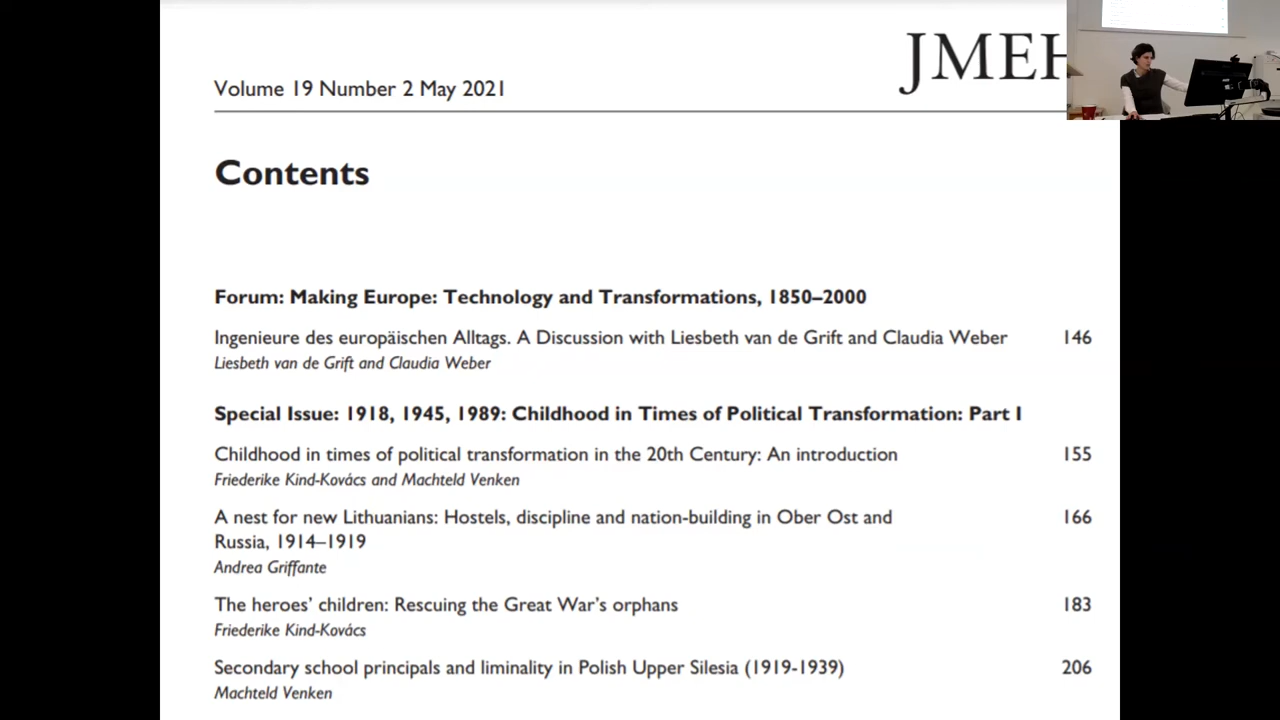 JMEH
Volume 19 Number 2 May 2021
Contents
Forum: Making Europe: Technology and Transformations, 1850–2000
Ingenieure des europäischen Alltags. A Discussion with Liesbeth van de Grift and Claudia Weber 146
Liesbeth van de Grift and Claudia Weber
Special Issue: 1918, 1945, 1989: Childhood in Times of Political Transformation: Part I
Childhood in times of political transformation in the 20th Century: An introduction 155
Friederike Kind-Kovács and Machteld Venken
A nest for new Lithuanians: Hostels, discipline and nation-building in Ober Ost and 166
Russia, 1914–1919
Andrea Griffante
The heroes’ children: Rescuing the Great War’s orphans 183
Friederike Kind-Kovács
Secondary school principals and liminality in Polish Upper Silesia (1919-1939) 206
Machteld Venken